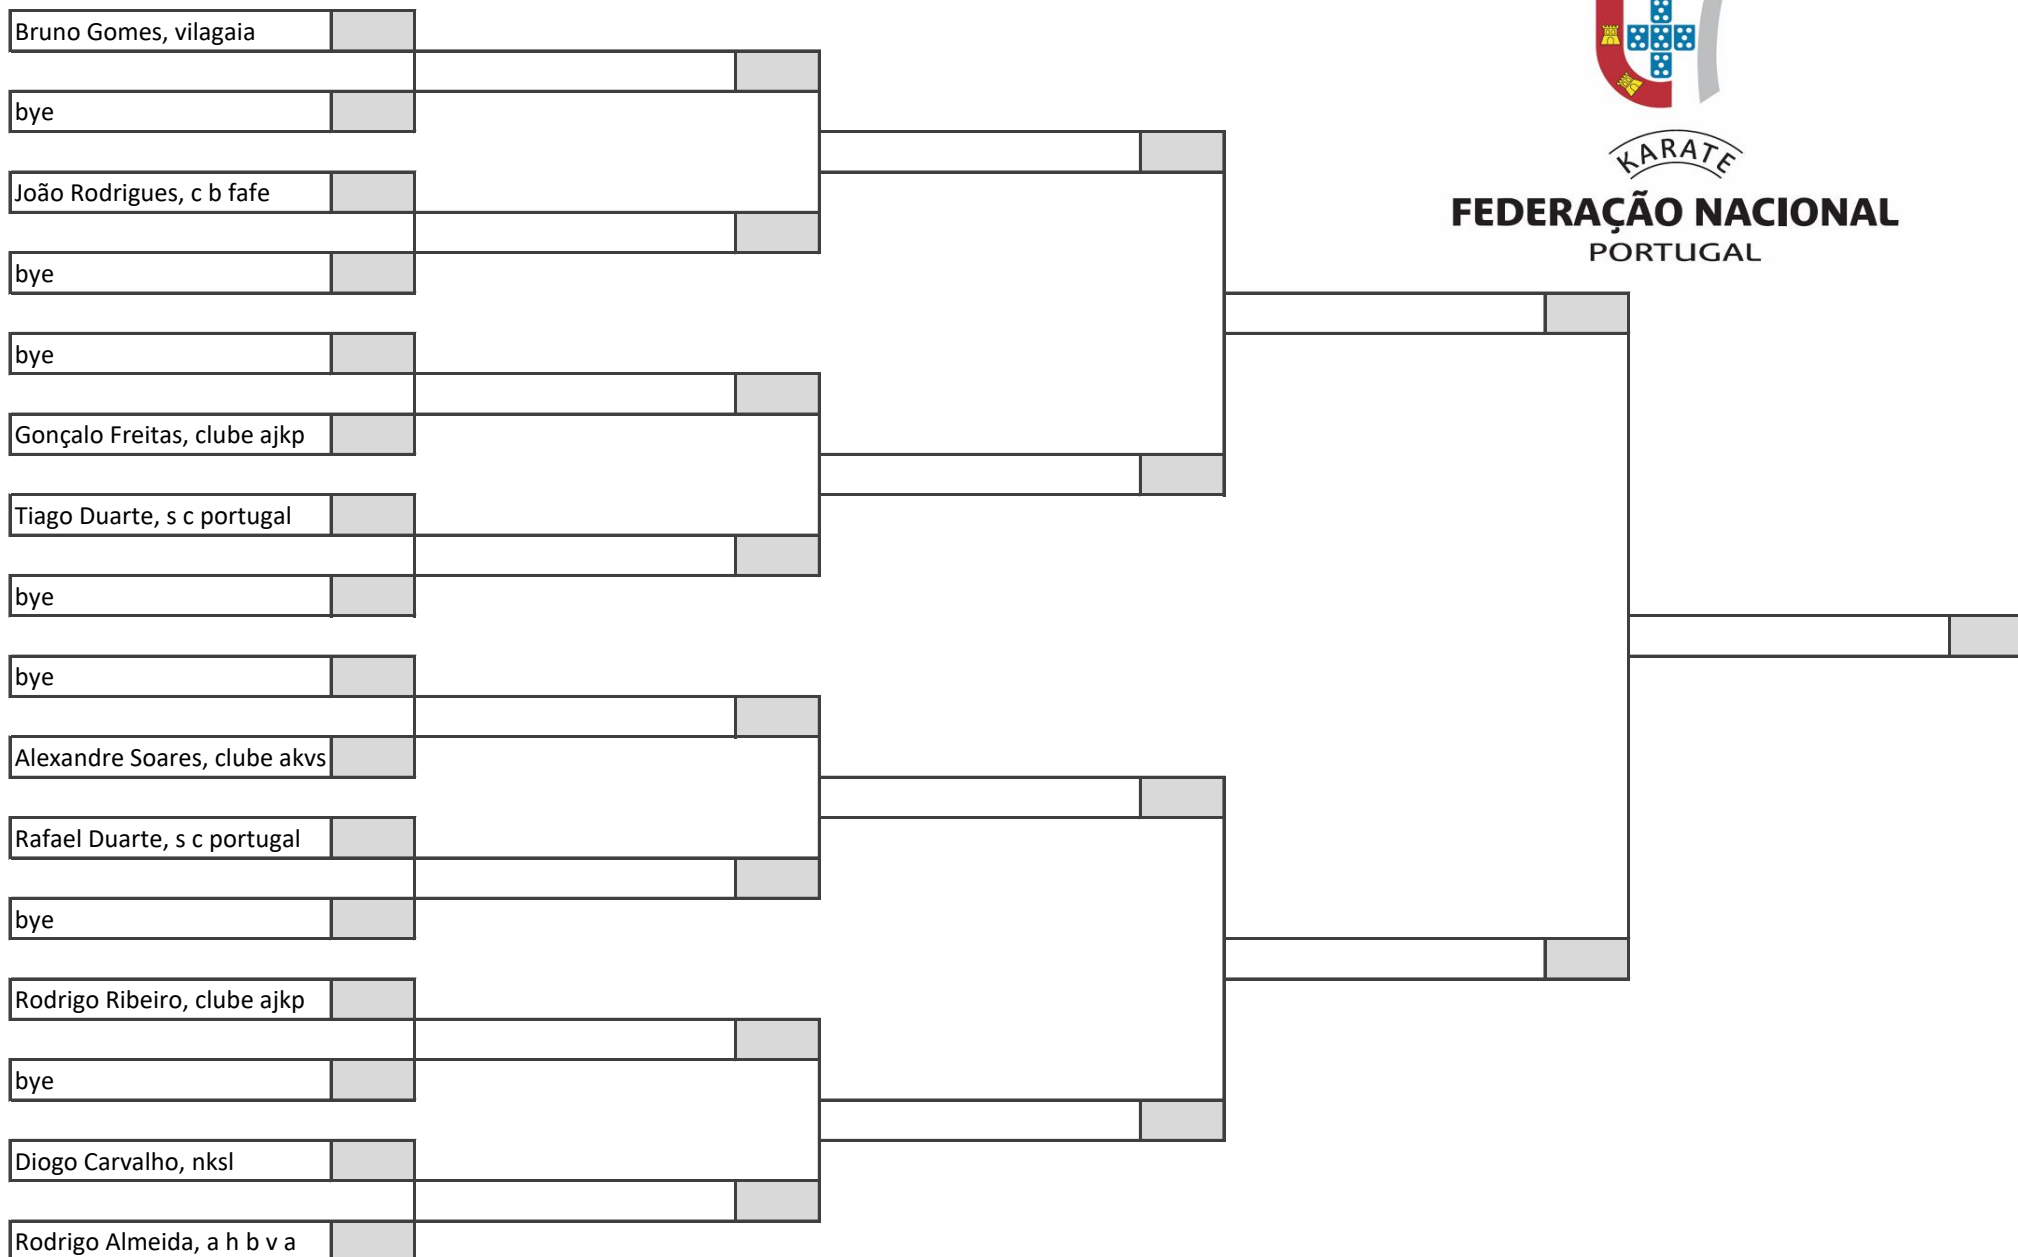 Bruno Gomes, vilagaia
bye
João Rodrigues, c b fafe
bye
bye
Gonçalo Freitas, clube ajkp
Tiago Duarte, s c portugal
bye
bye
Alexandre Soares, clube akvs
Rafael Duarte, s c portugal
bye
Rodrigo Ribeiro, clube ajkp
bye
Diogo Carvalho, nksl
Rodrigo Almeida, a h b v a
KARATE
FEDERAÇÃO NACIONAL
PORTUGAL